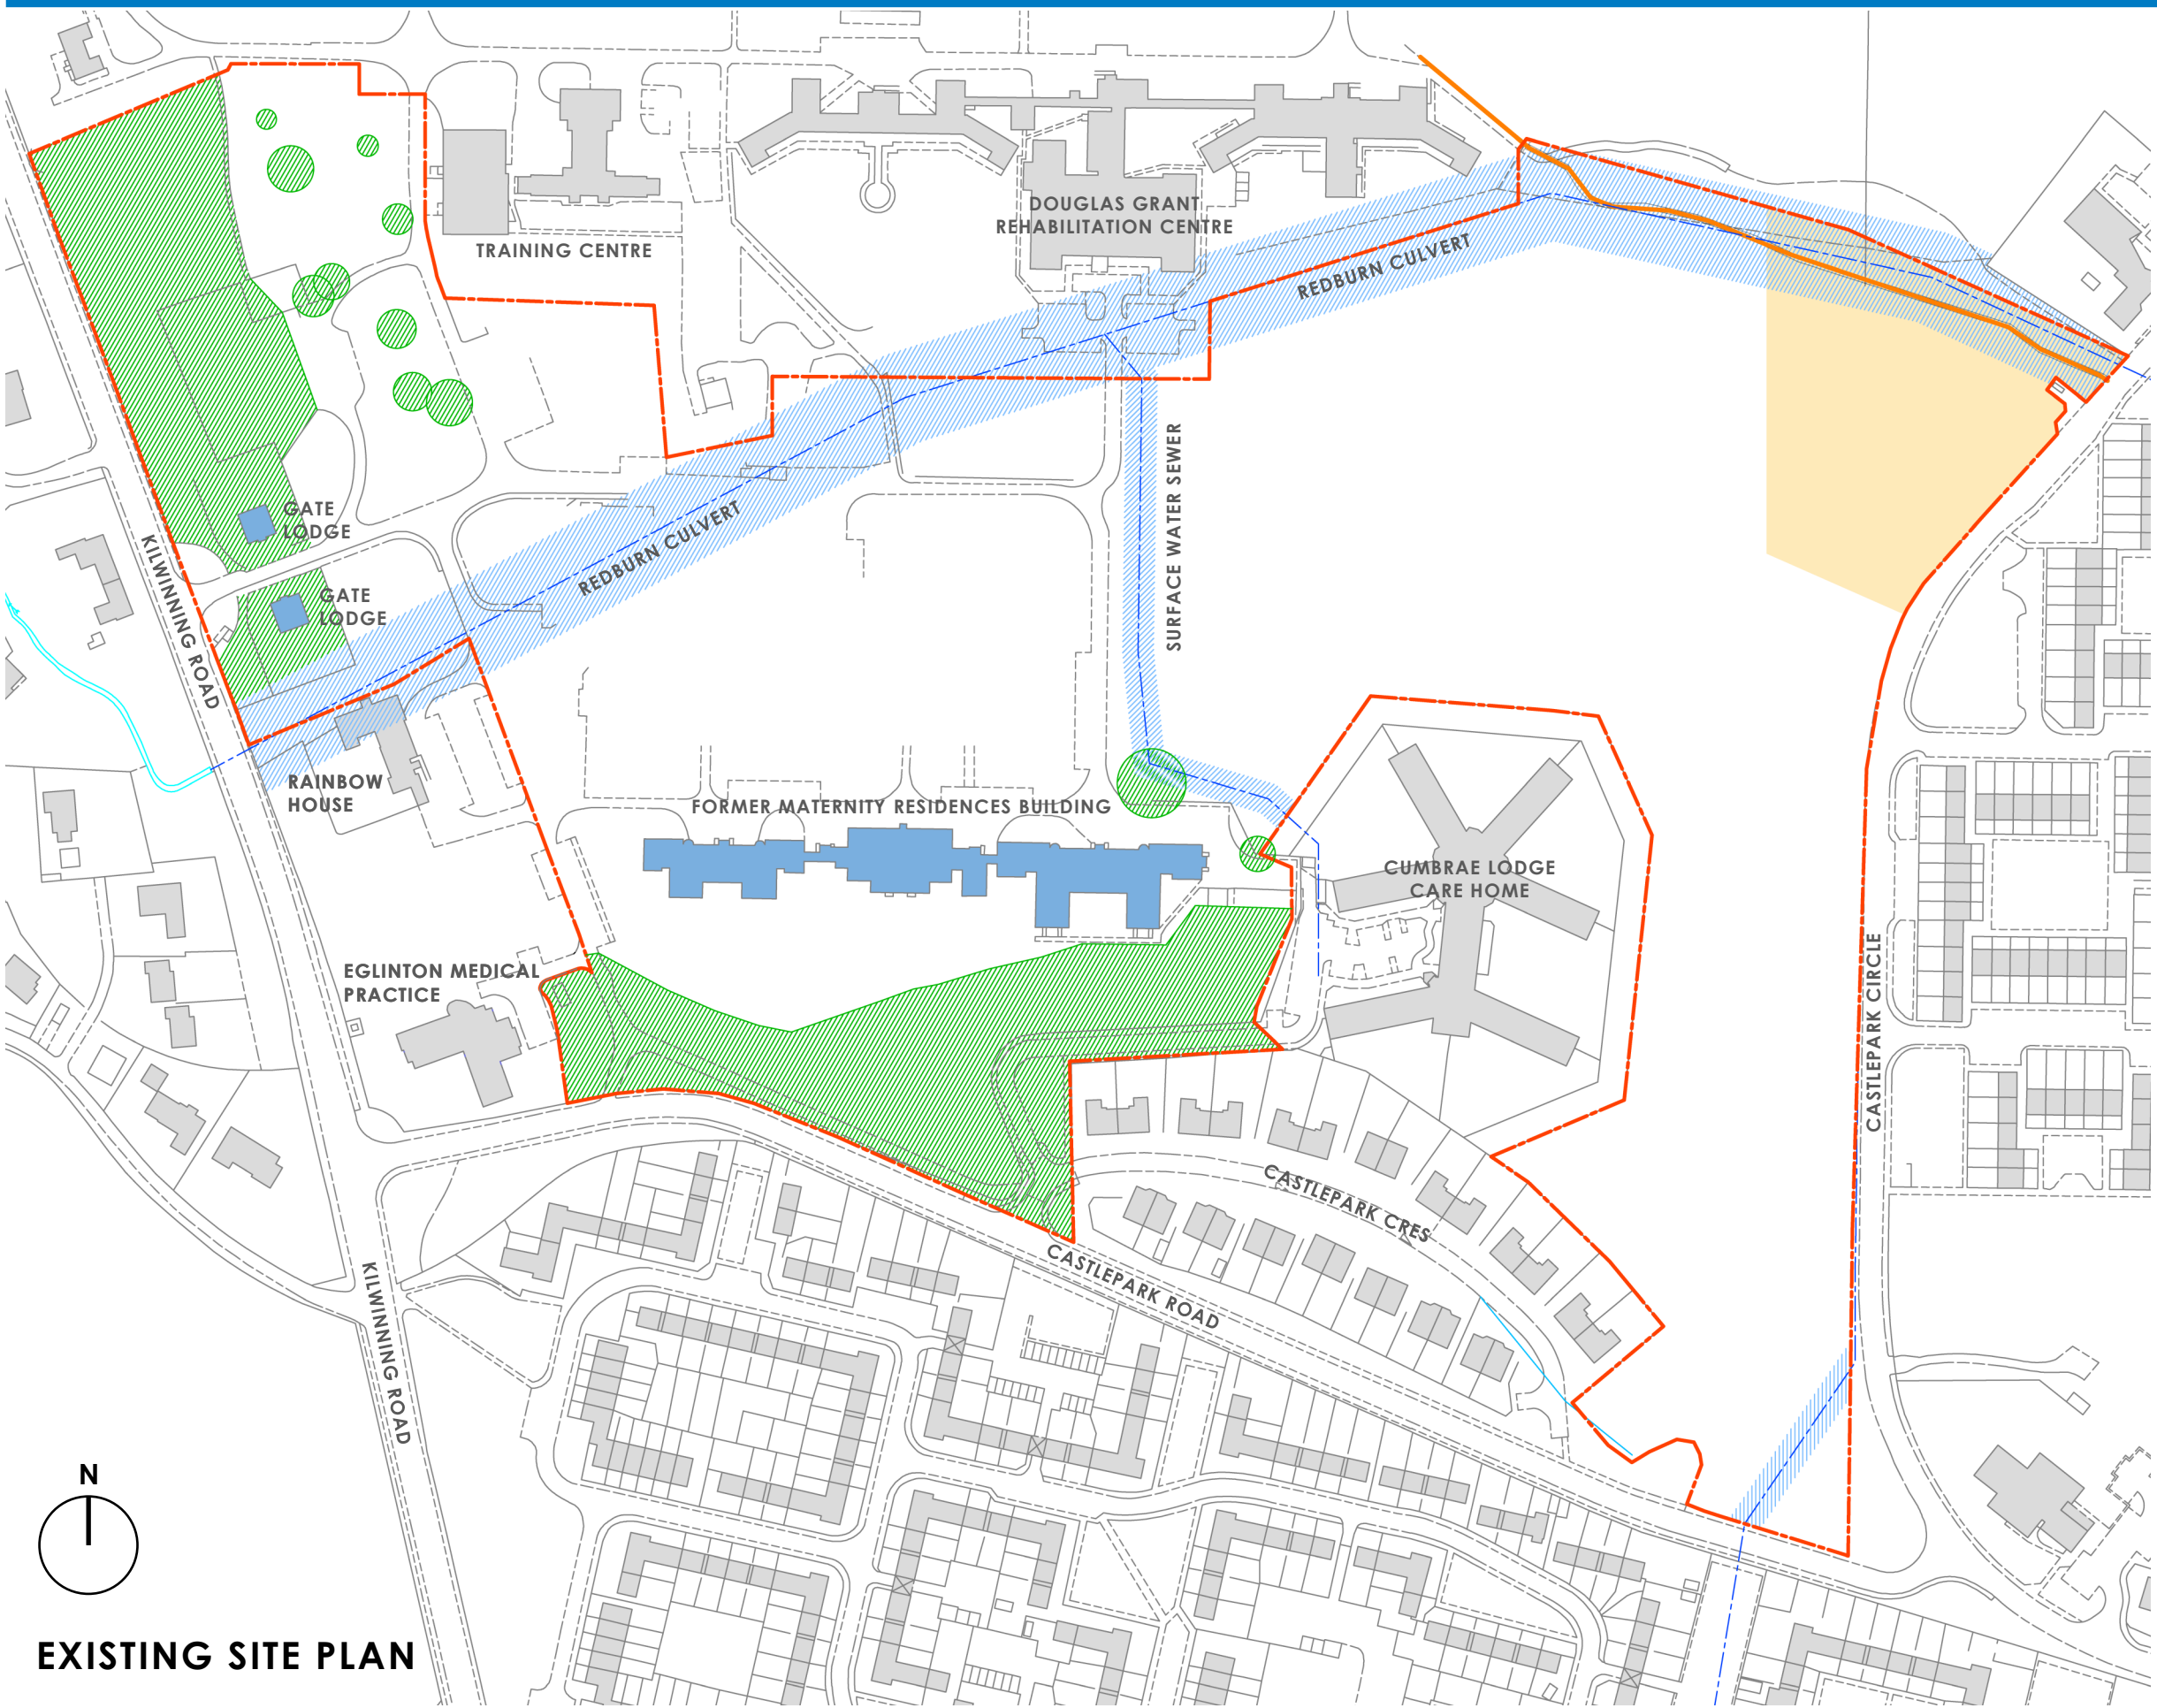 DOUGLAS GRANT
REHABILITATION CENTRE
TRAINING CENTRE
REDBURN CULVERT
GATE
LODGE
SURFACE WATER SEWER
REDBURN CULVERT
KILWINNING ROAD
GATE
LODGE
RAINBOW
HOUSE
FORMER MATERNITY RESIDENCES BUILDING
CUMBRAE LODGE
CARE HOME
EGLINTON MEDICAL
PRACTICE
CASTLEPARK CIRCLE
CASTLEPARK CRES
CASTLEPARK ROAD
KILWINNING ROAD
N
EXISTING SITE PLAN